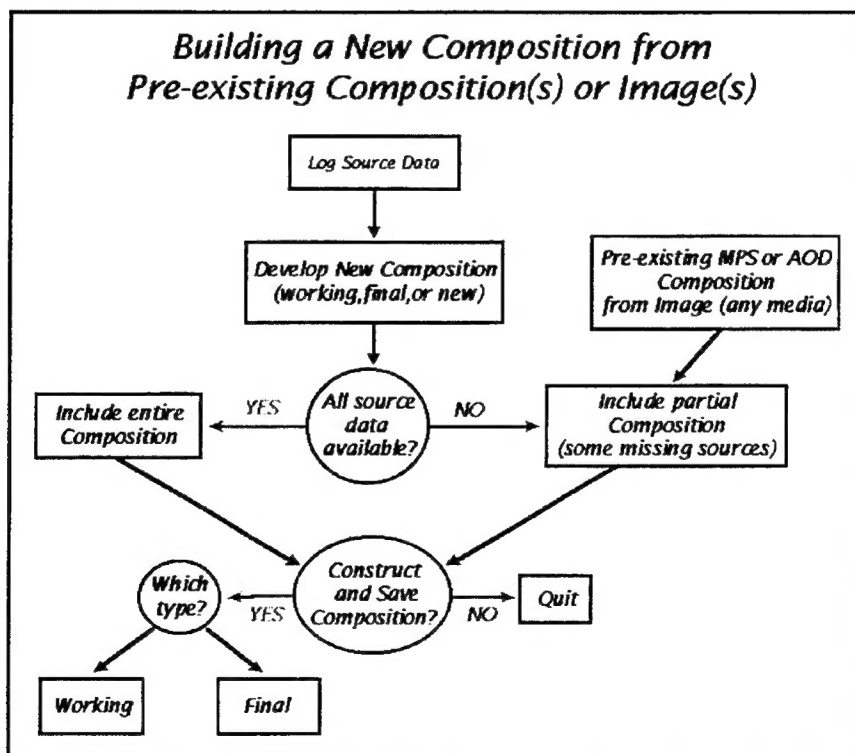 Building a New Composition from
Pre-existing Composition(s) or Image(s)
Log Source Data
Develop New Composition
(working,final,or new)
Pre-existing MPS or AOD
Composition
from Image (any media)
Include entire
Composition
YES
All source
data
available?
NO
Include partial
Composition
(some missing sources)
Which
type?
YES
Construct
and Save
Composition?
NO
Quit
Working
Final